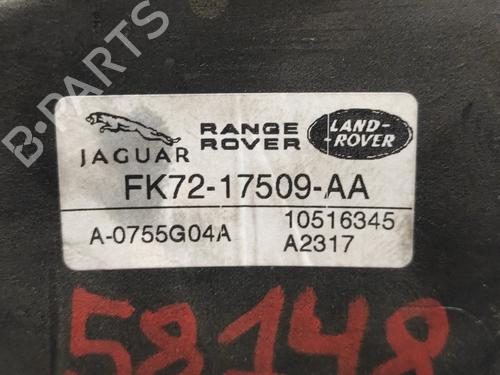 B-PARTS
JAGUAR
RANGE ROVER
LAND-
-ROVER
FK72-17509-AA
A-0755G04A
10516345
A2317
58148